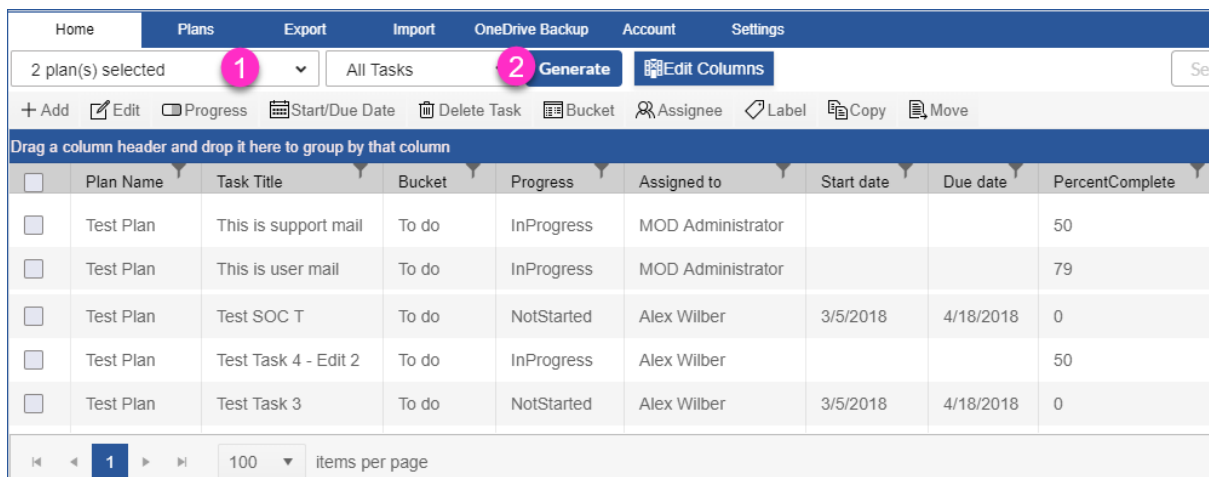 Home Plans Export Import OneDrive Backup Account Settings
2 plan(s) selected 1 All Tasks 2 Generate Edit Columns Se
Add Edit Progress Start/Due Date Delete Task Bucket Assignee Label Copy Move
Drag a column header and drop it here to group by that column
Plan Name Task Title Bucket Progress Assigned to Start date Due date PercentComplete
Test Plan This is support mail To do InProgress MOD Administrator 50
Test Plan This is user mail To do InProgress MOD Administrator 79
Test Plan Test SOC T To do NotStarted Alex Wilber 3/5/2018 4/18/2018 0
Test Plan Test Task 4 - Edit 2 To do InProgress Alex Wilber 50
Test Plan Test Task 3 To do NotStarted Alex Wilber 3/5/2018 4/18/2018 0
1 100 items per page